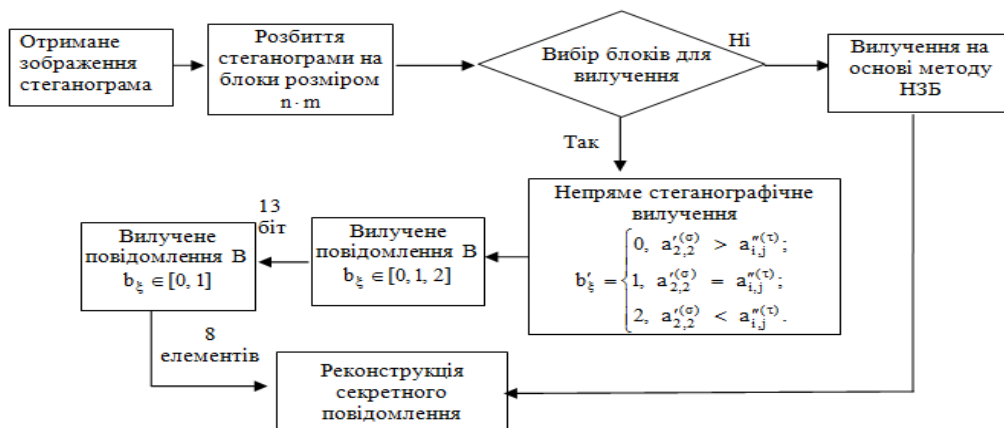 Отримане
зображення
стеганограма
Розбиття
стеганограми на
блоки розміром
n · m
Вибір блоків для
вилучення
Ні
Вилучення на
основі методу
НЗБ
Так
Непряме стеганографічне
вилучення
b′ξ = { 0, a′(σ)2,2 > a″(τ)i,j;
1, a′(σ)2,2 = a″(τ)i,j;
2, a′(σ)2,2 < a″(τ)i,j.
Вилучене
повідомлення В
bξ ∈ [0, 1, 2]
13
біт
Вилучене
повідомлення В
bξ ∈ [0, 1]
8
елементів
Реконструкція
секретного
повідомлення